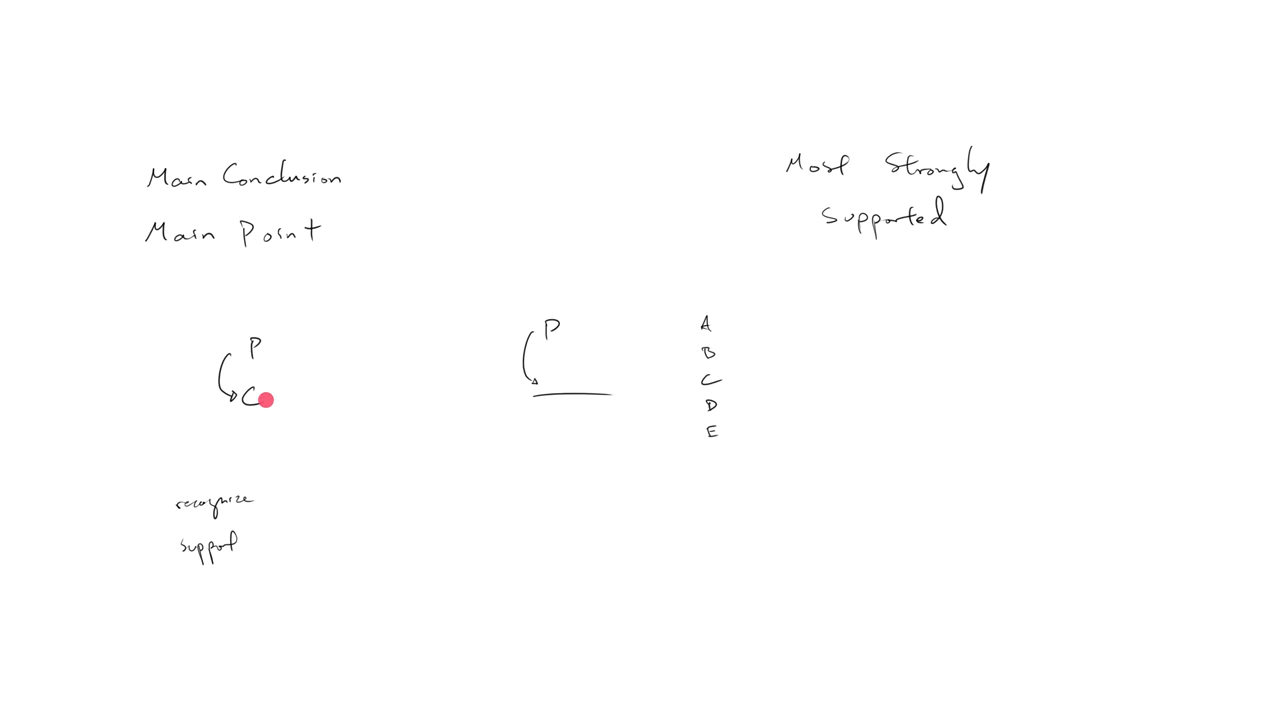 Main Conclusion
Main Point
Most Strongly
Supported
P
C
P
A
B
C
D
E
recognize
support